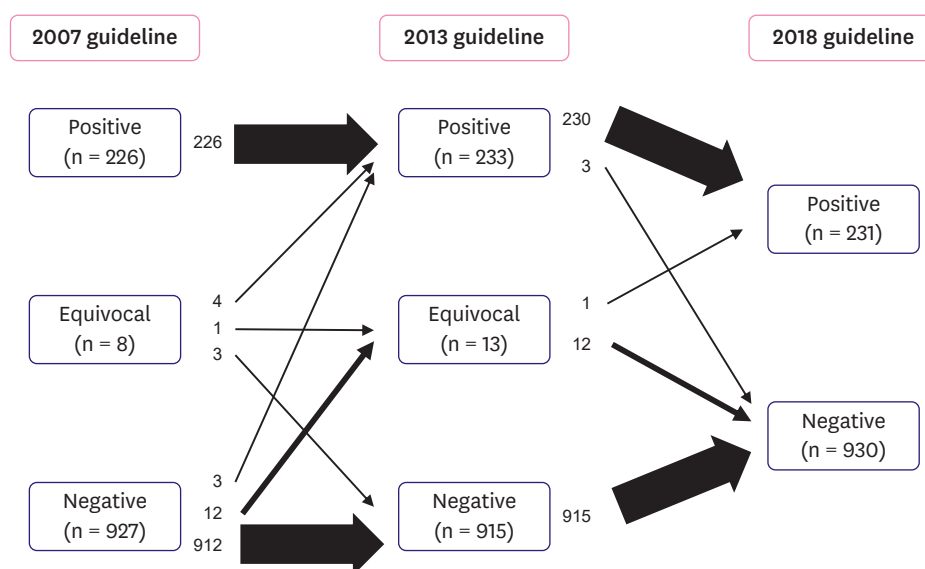 2007 guideline
2013 guideline
2018 guideline
Positive
(n = 226)
226
Positive
(n = 233)
230
3
Positive
(n = 231)
Equivocal
(n = 8)
4
1
3
Equivocal
(n = 13)
1
12
Negative
(n = 930)
Negative
(n = 927)
3
12
912
Negative
(n = 915)
915